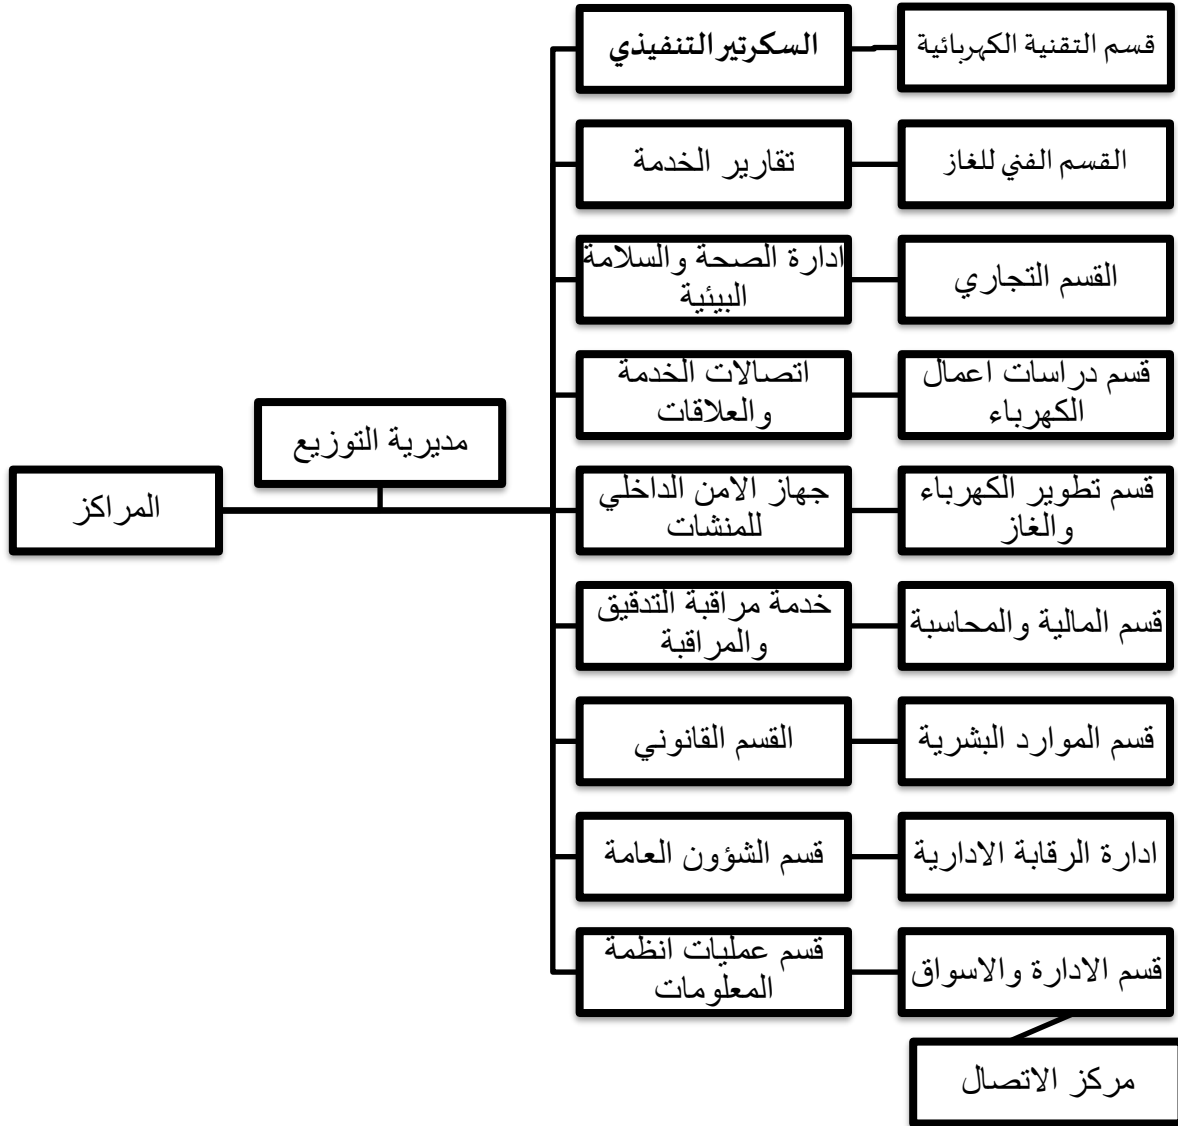 قسم التقنية الكهربائية
السكرتير التنفيذي
القسم الفني للغاز
تقارير الخدمة
القسم التجاري
ادارة الصحة والسلامة
البيئية
قسم دراسات اعمال
الكهرباء
اتصالات الخدمة
والعلاقات
مديرية التوزيع
قسم تطوير الكهرباء
والغاز
جهاز الامن الداخلي
للمنشات
المراكز
قسم المالية والمحاسبة
خدمة مراقبة التدقيق
والمراقبة
قسم الموارد البشرية
القسم القانوني
ادارة الرقابة الادارية
قسم الشؤون العامة
قسم الادارة والاسواق
قسم عمليات انظمة
المعلومات
مركز الاتصال